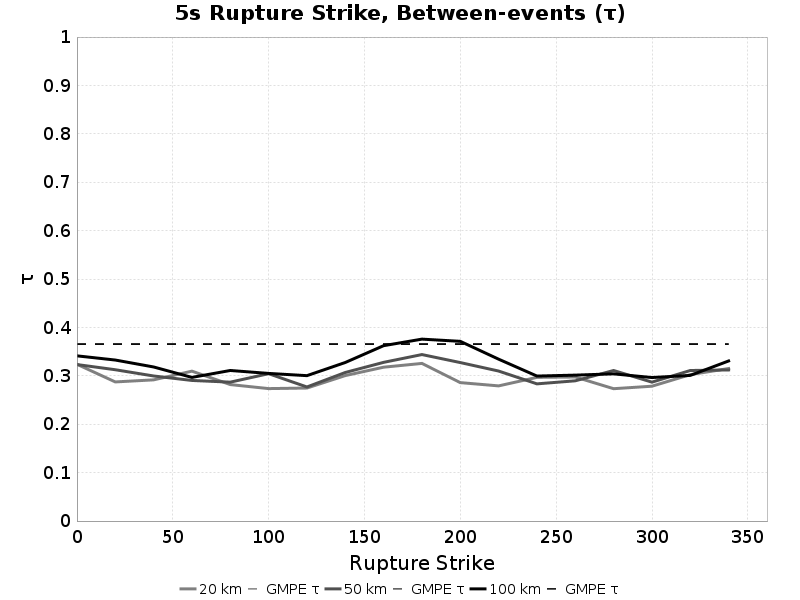 5s Rupture Strike, Between-events (τ)
1
0.9
0.8
0.7
0.6
0.5
0.4
0.3
0.2
0.1
0
τ
0 50 100 150 200 250 300 350
Rupture Strike
20 km GMPE τ 50 km GMPE τ 100 km GMPE τ